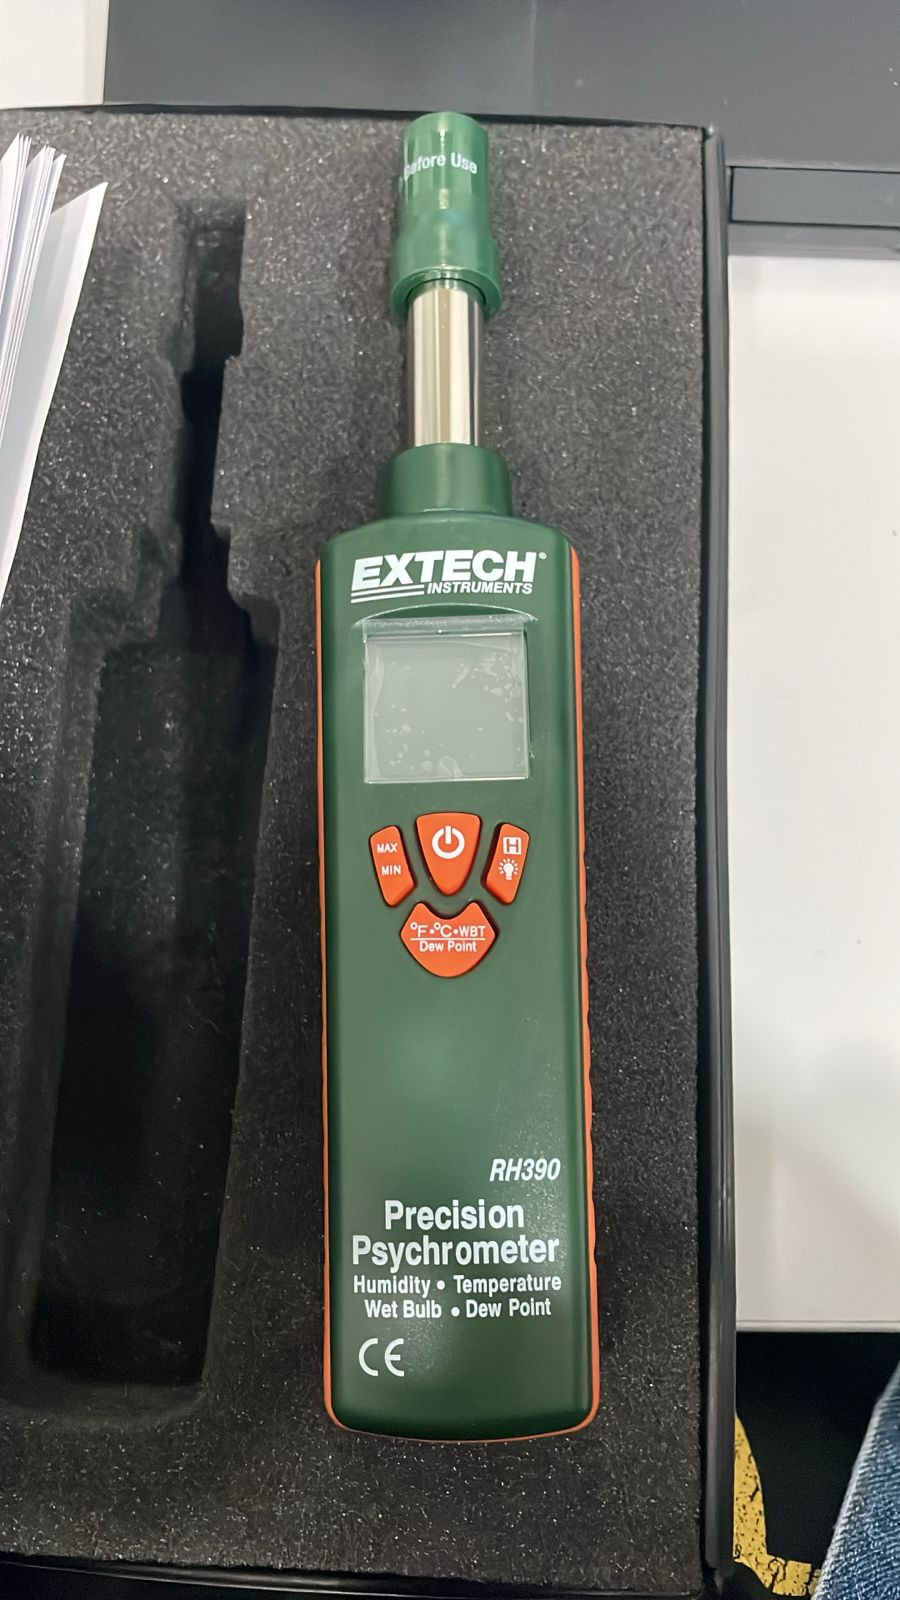 Before Use
EXTECH®
INSTRUMENTS
MAX
MIN
H
°F•°C•WBT
Dew Point
RH390
Precision
Psychrometer
Humidity • Temperature
Wet Bulb • Dew Point
CE